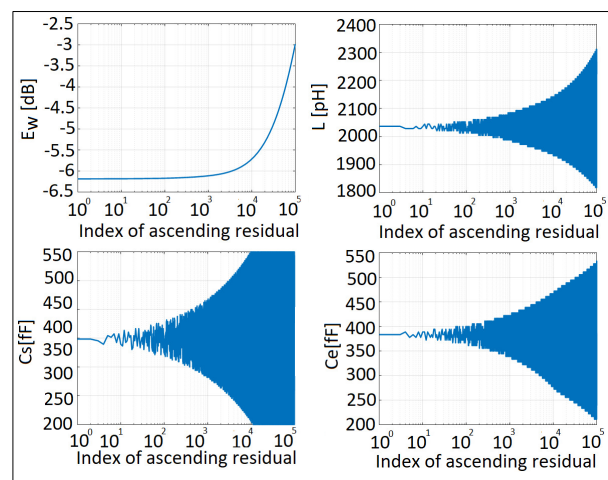 -2.5
-3
-3.5
-4
-4.5
-5
-5.5
-6
-6.5
E_W [dB]
10^0 10^1 10^2 10^3 10^4 10^5
Index of ascending residual
2400
2300
2200
2100
2000
1900
1800
L [pH]
10^0 10^1 10^2 10^3 10^4 10^5
Index of ascending residual
550
500
450
400
350
300
250
200
Cs[fF]
10^0 10^1 10^2 10^3 10^4 10^5
Index of ascending residual
550
500
450
400
350
300
250
200
Ce[fF]
10^0 10^1 10^2 10^3 10^4 10^5
Index of ascending residual